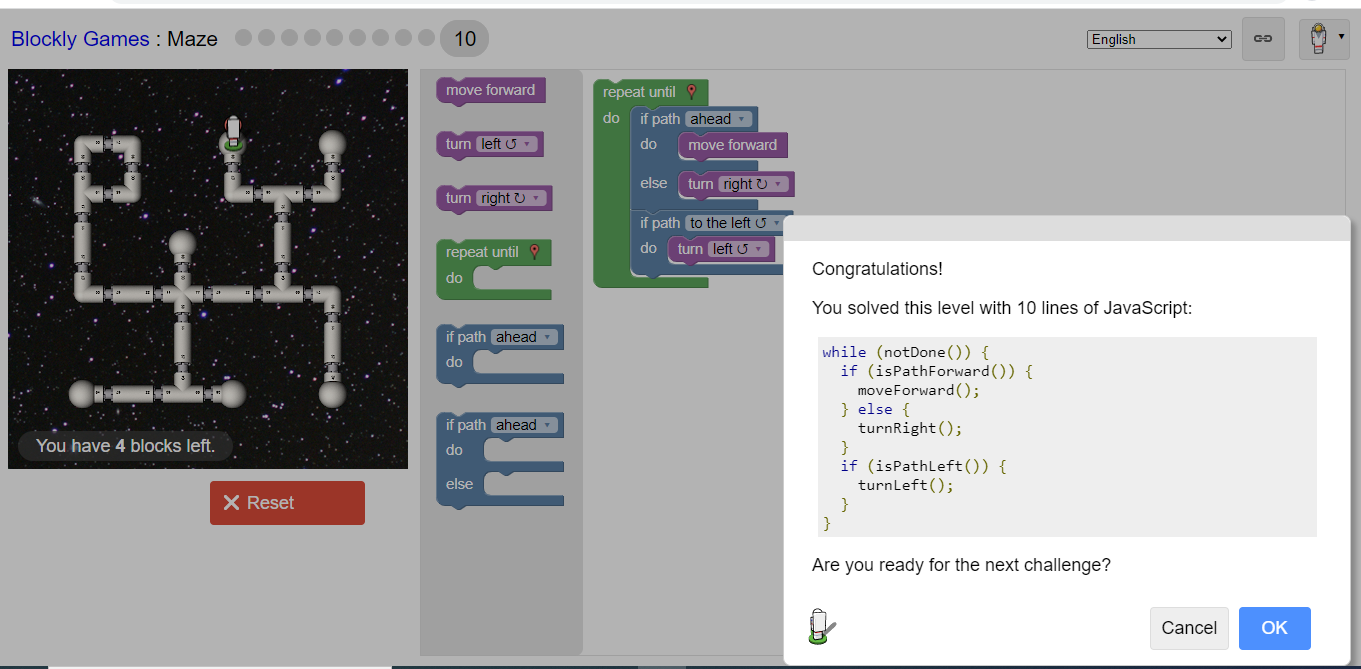 Blockly Games : Maze 10
English
You have 4 blocks left.
Reset
move forward
turn left ↺
turn right ↻
repeat until
do
if path ahead
do
if path ahead
do
else
repeat until
do
if path ahead
do
move forward
else
turn right ↻
if path to the left ↺
do
turn left ↺
Congratulations!
You solved this level with 10 lines of JavaScript:
while (notDone()) {
  if (isPathForward()) {
    moveForward();
  } else {
    turnRight();
  }
  if (isPathLeft()) {
    turnLeft();
  }
}
Are you ready for the next challenge?
Cancel
OK